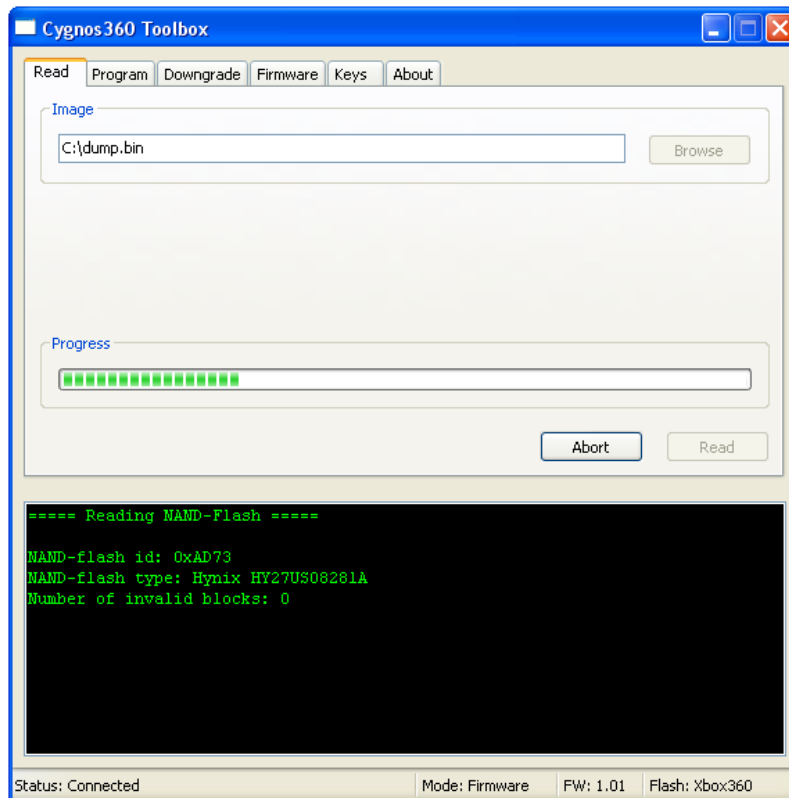 Cygnos360 Toolbox
Read Program Downgrade Firmware Keys About
Image
C:\dump.bin Browse
Progress
Abort Read
===== Reading NAND-Flash =====
NAND-flash id: 0xAD73
NAND-flash type: Hynix HY27US08281A
Number of invalid blocks: 0
Status: Connected Mode: Firmware FW: 1.01 Flash: Xbox360